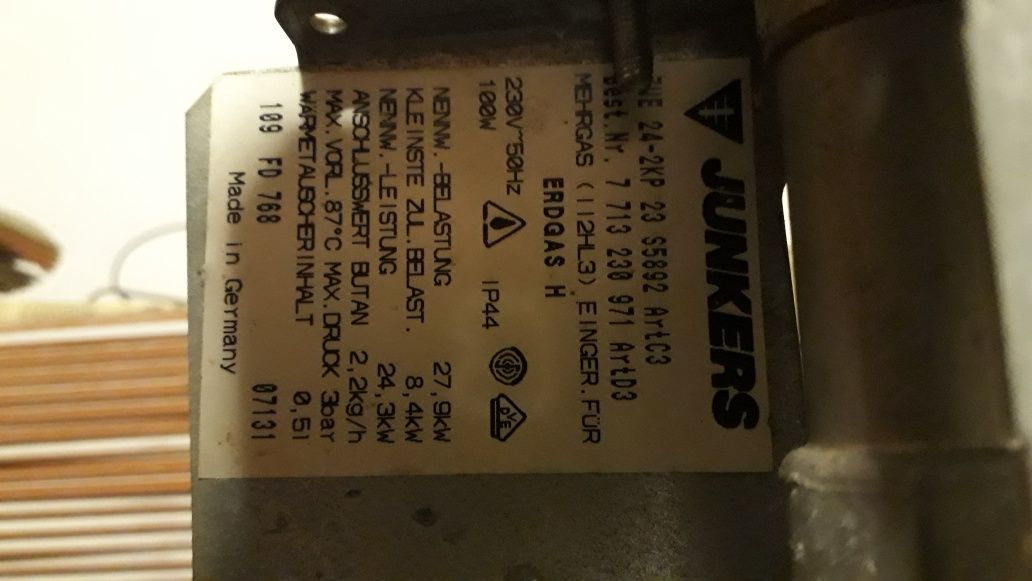 JUNKERS
24-2KP 23 S5892 ArtC3
Best.Nr. 7 713 230 971 ArtD3
MEHRGAS (II2HL3) EINGER.FÜR
ERDGAS H
230V~50Hz IP44 DVE
100W
NENNW.-BELASTUNG 27,9kW
KLEINSTE ZUL.BELAST. 8,4kW
NENNW.-LEISTUNG 24,3kW
ANSCHLUSSWERT BUTAN 2,2kg/h
MAX.VORL.87°C MAX.DRUCK 3bar
WÄRMETAUSCHERINHALT 0,5l
109 FD 768 07131
Made in Germany